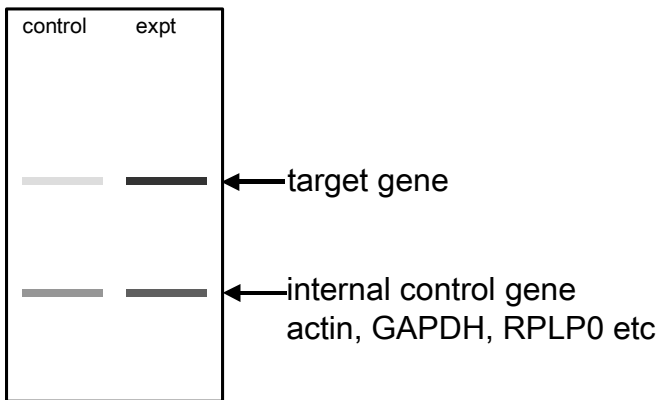 control expt
target gene
internal control gene
actin, GAPDH, RPLP0 etc